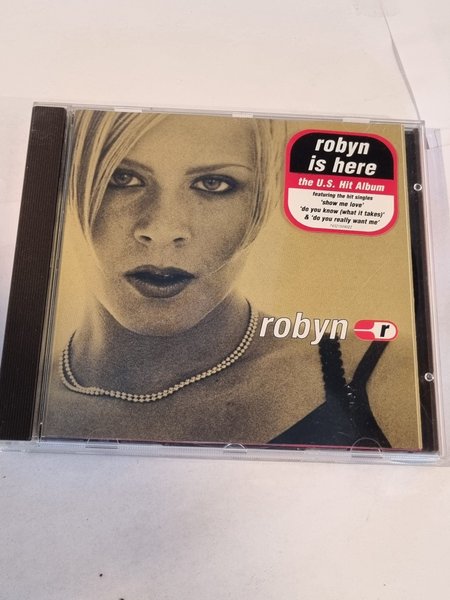 robyn
is here
the U.S. Hit Album
featuring the hit singles
'show me love'
'do you know (what it takes)'
& 'do you really want me'
robyn r